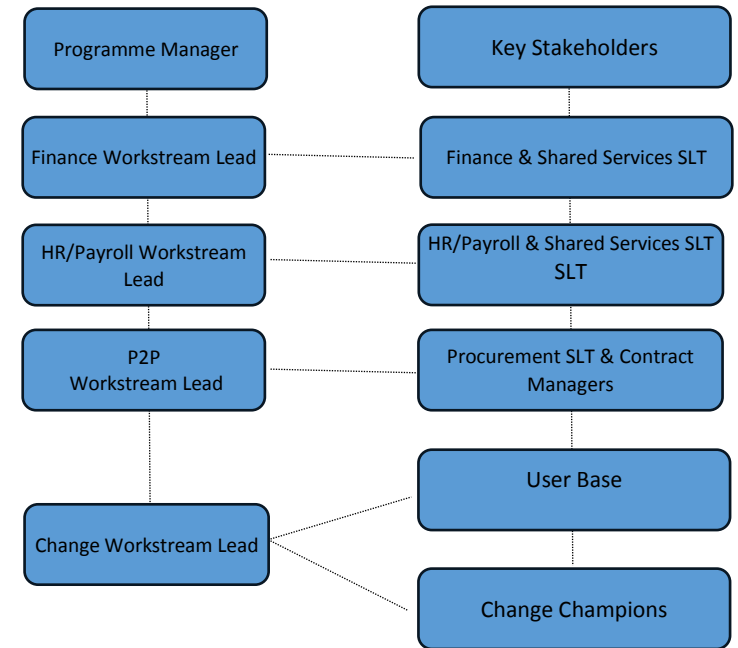 Programme Manager
Key Stakeholders
Finance Workstream Lead
Finance & Shared Services SLT
HR/Payroll Workstream
Lead
HR/Payroll & Shared Services SLT
SLT
P2P
Workstream Lead
Procurement SLT & Contract
Managers
User Base
Change Workstream Lead
Change Champions